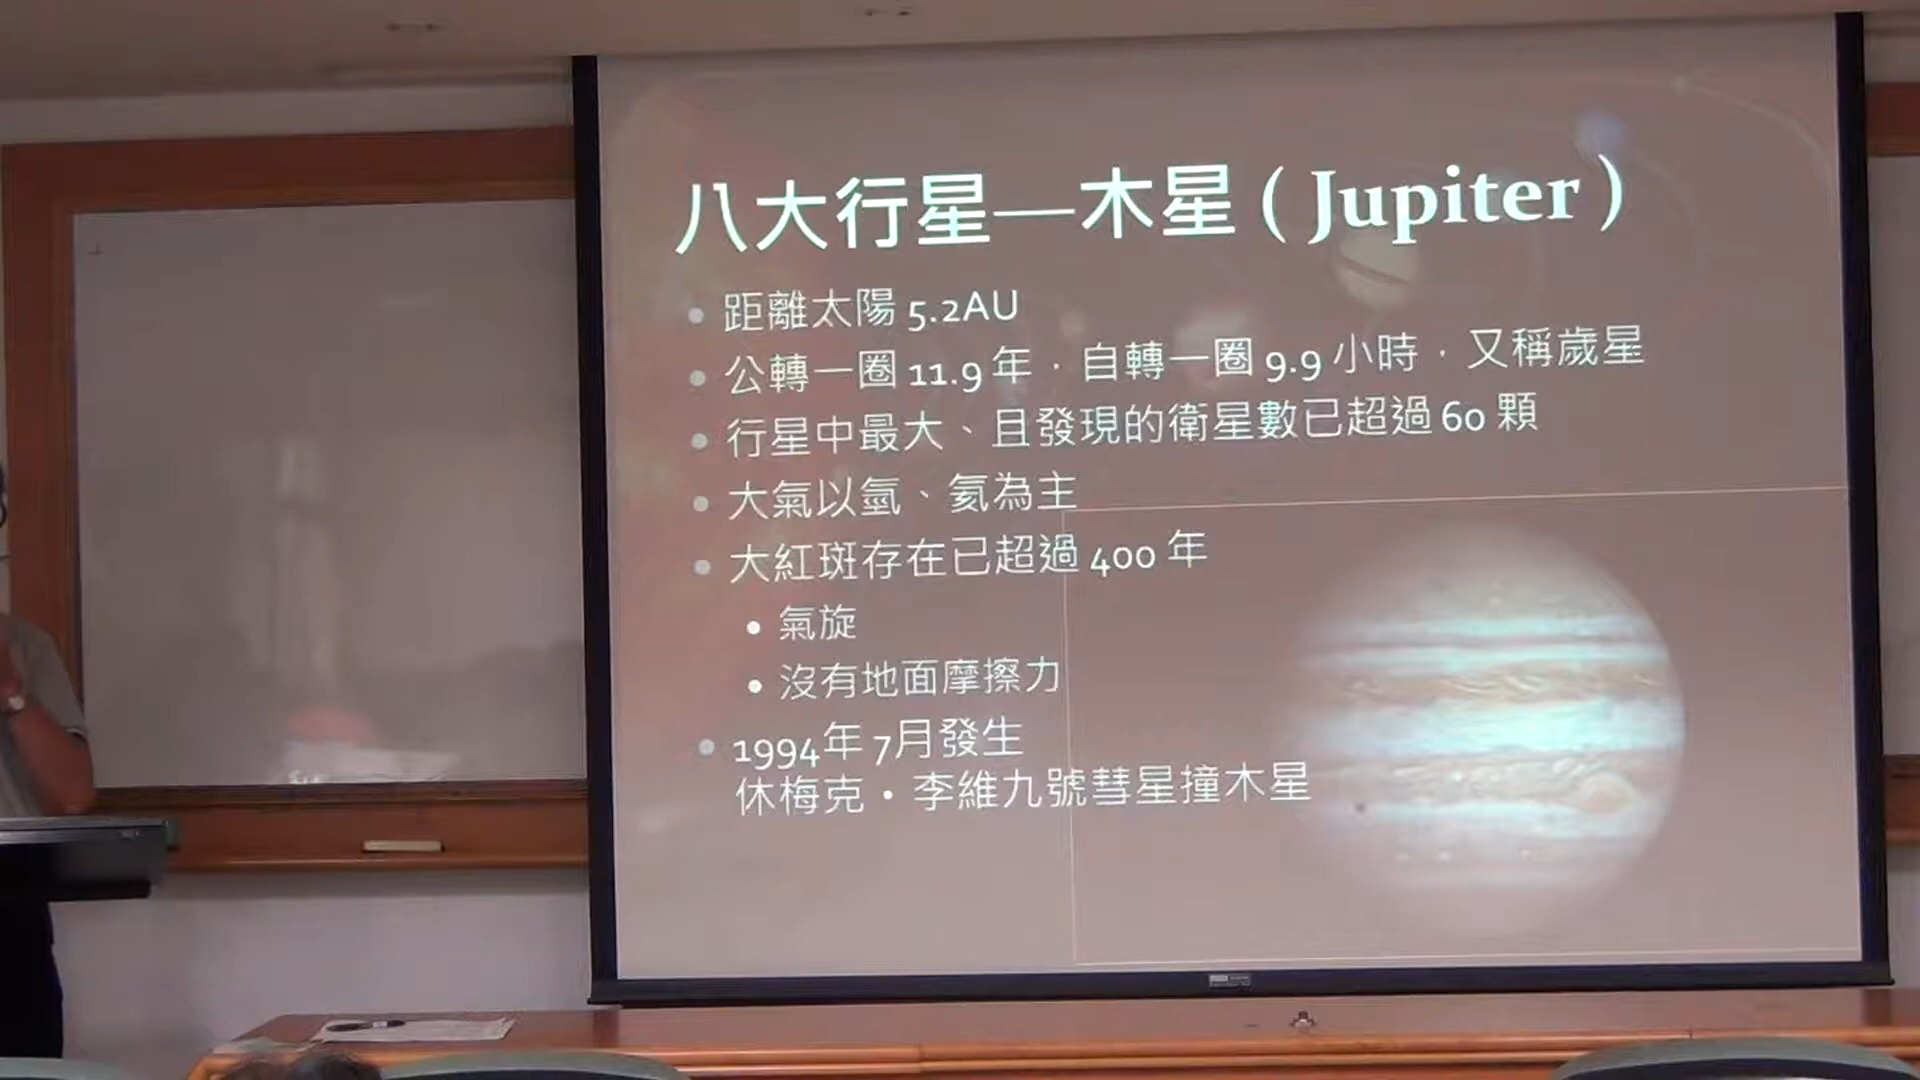 八大行星—木星（Jupiter）
距離太陽 5.2AU
公轉一圈 11.9 年，自轉一圈 9.9 小時，又稱歲星
行星中最大、且發現的衛星數已超過 60 顆
大氣以氫、氦為主
大紅斑存在已超過 400 年
氣旋
沒有地面摩擦力
1994年 7月發生
休梅克·李維九號彗星撞木星